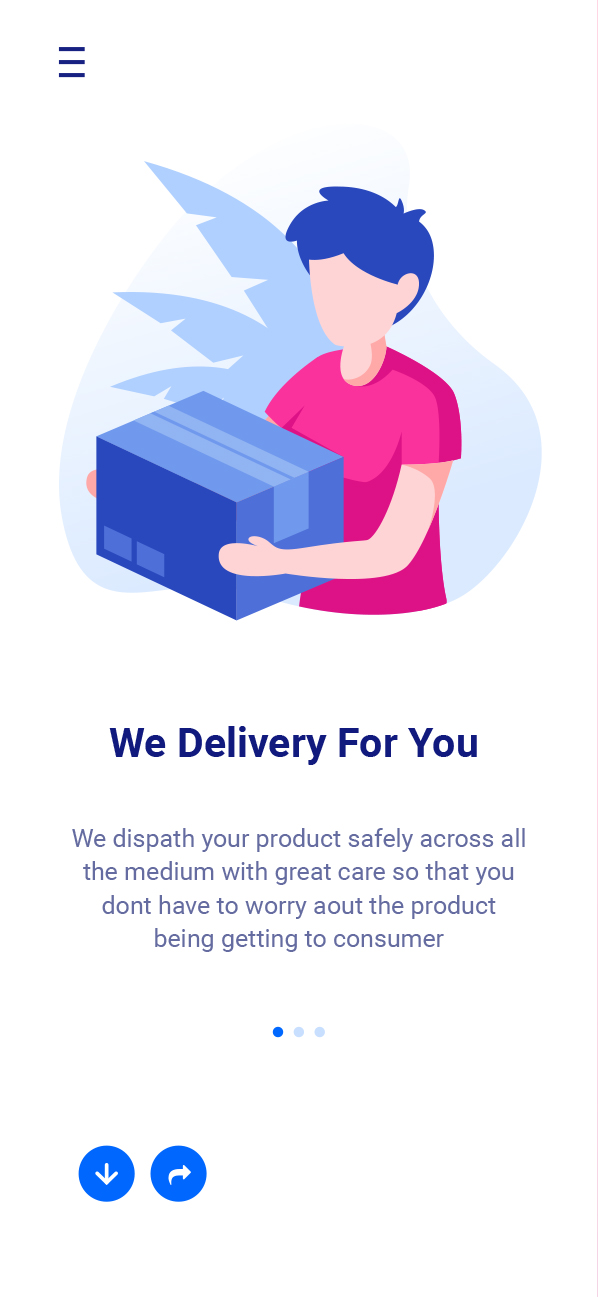 We Delivery For You
We dispath your product safely across all
the medium with great care so that you
dont have to worry aout the product
being getting to consumer